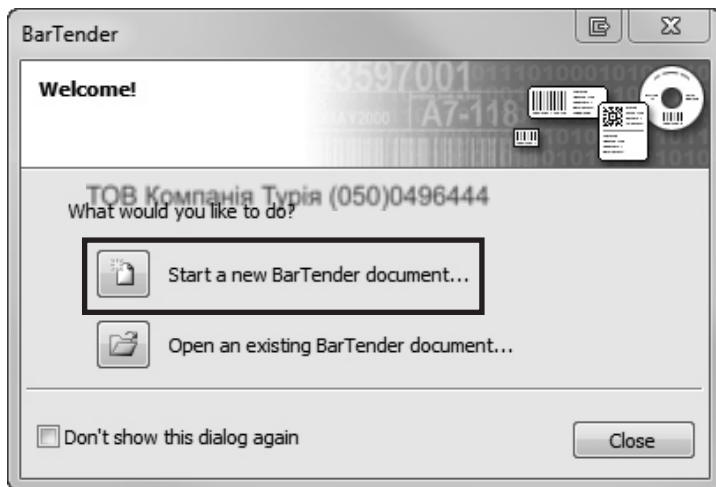 BarTender
Welcome!
A7-118
ТОВ Компанія Турія (050)0496444
What would you like to do?
Start a new BarTender document...
Open an existing BarTender document...
Don't show this dialog again
Close